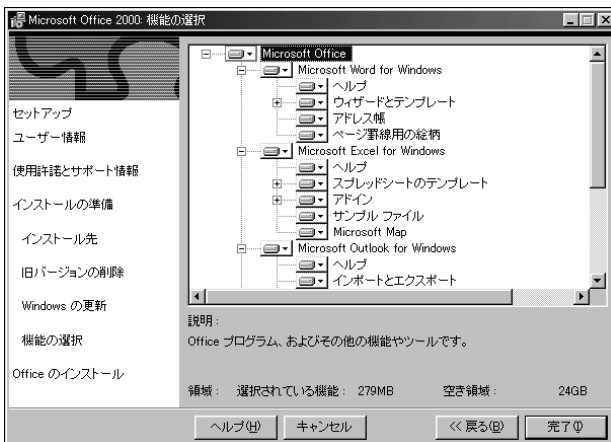 Microsoft Office 2000: 機能の選択
セットアップ
ユーザー情報
使用許諾とサポート情報
インストールの準備
インストール先
旧バージョンの削除
Windows の更新
機能の選択
Office のインストール
Microsoft Office
Microsoft Word for Windows
ヘルプ
ウィザードとテンプレート
アドレス帳
ページ罫線用の絵柄
Microsoft Excel for Windows
ヘルプ
スプレッドシートのテンプレート
アドイン
サンプル ファイル
Microsoft Map
Microsoft Outlook for Windows
ヘルプ
インポートとエクスポート
説明:
Office プログラム、およびその他の機能やツールです。
領域: 選択されている機能: 279MB 空き領域: 24GB
ヘルプ(H) キャンセル << 戻る(B) 完了(I)